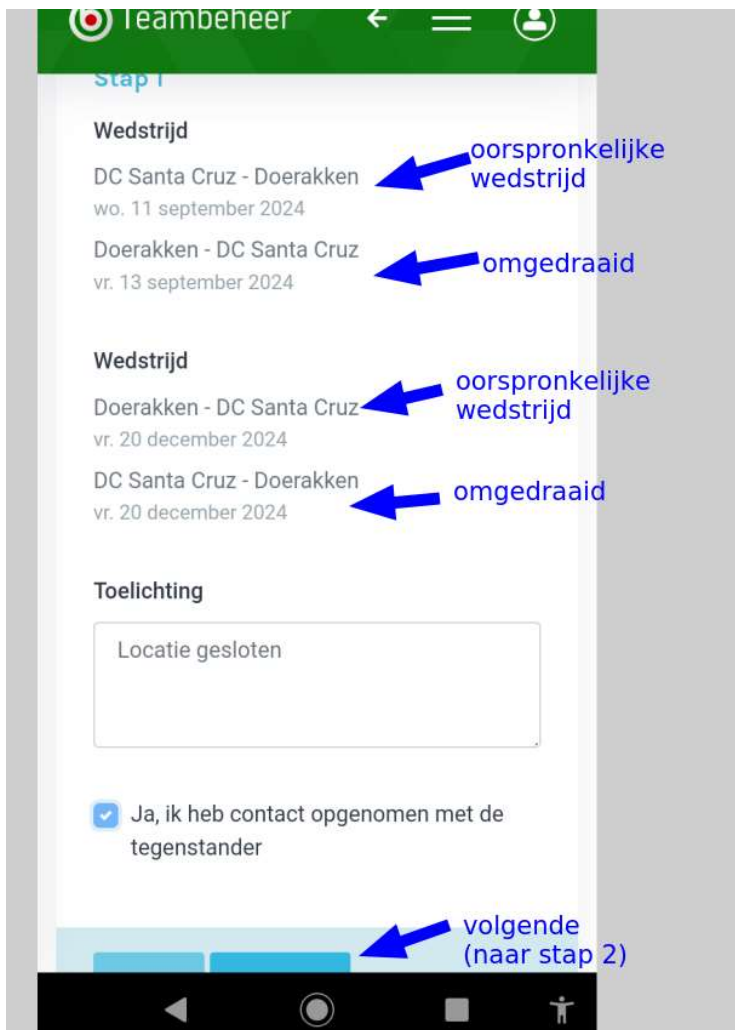 Teambeheer
Stap 1
Wedstrijd
DC Santa Cruz - Doerakken
wo. 11 september 2024
oorspronkelijke
wedstrijd
Doerakken - DC Santa Cruz
vr. 13 september 2024
omgedraaid
Wedstrijd
Doerakken - DC Santa Cruz
vr. 20 december 2024
oorspronkelijke
wedstrijd
DC Santa Cruz - Doerakken
vr. 20 december 2024
omgedraaid
Toelichting
Locatie gesloten
Ja, ik heb contact opgenomen met de
tegenstander
volgende
(naar stap 2)